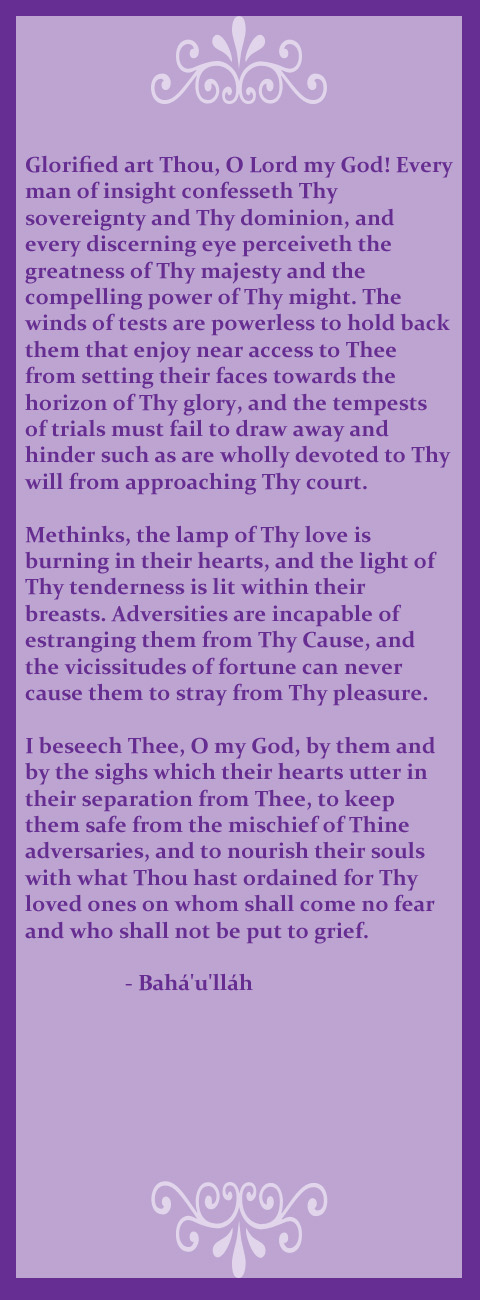 Glorified art Thou, O Lord my God! Every
man of insight confesseth Thy
sovereignty and Thy dominion, and
every discerning eye perceiveth the
greatness of Thy majesty and the
compelling power of Thy might. The
winds of tests are powerless to hold back
them that enjoy near access to Thee
from setting their faces towards the
horizon of Thy glory, and the tempests
of trials must fail to draw away and
hinder such as are wholly devoted to Thy
will from approaching Thy court.
Methinks, the lamp of Thy love is
burning in their hearts, and the light of
Thy tenderness is lit within their
breasts. Adversities are incapable of
estranging them from Thy Cause, and
the vicissitudes of fortune can never
cause them to stray from Thy pleasure.
I beseech Thee, O my God, by them and
by the sighs which their hearts utter in
their separation from Thee, to keep
them safe from the mischief of Thine
adversaries, and to nourish their souls
with what Thou hast ordained for Thy
loved ones on whom shall come no fear
and who shall not be put to grief.
- Bahá'u'lláh